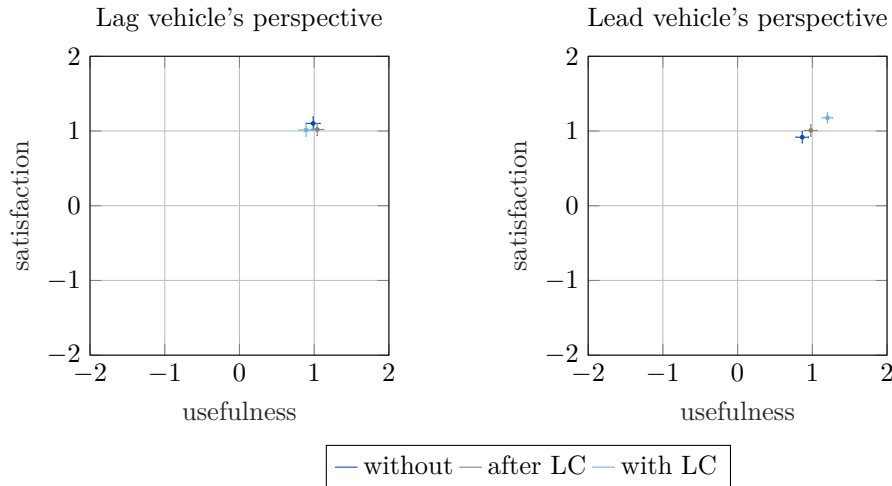 Lag vehicle's perspective
2
1
0
−1
−2
−2 −1 0 1 2
satisfaction
usefulness
Lead vehicle's perspective
2
1
0
−1
−2
−2 −1 0 1 2
satisfaction
usefulness
without after LC with LC